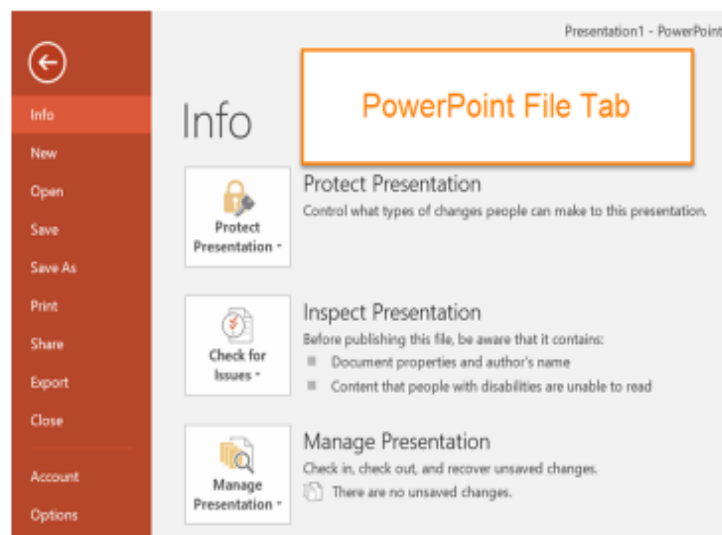 Presentation1 - PowerPoint
PowerPoint File Tab
Info
New
Open
Save
Save As
Print
Share
Export
Close
Account
Options
Info
Protect
Presentation
Protect Presentation
Control what types of changes people can make to this presentation.
Check for
Issues
Inspect Presentation
Before publishing this file, be aware that it contains:
Document properties and author's name
Content that people with disabilities are unable to read
Manage
Presentation
Manage Presentation
Check in, check out, and recover unsaved changes.
There are no unsaved changes.